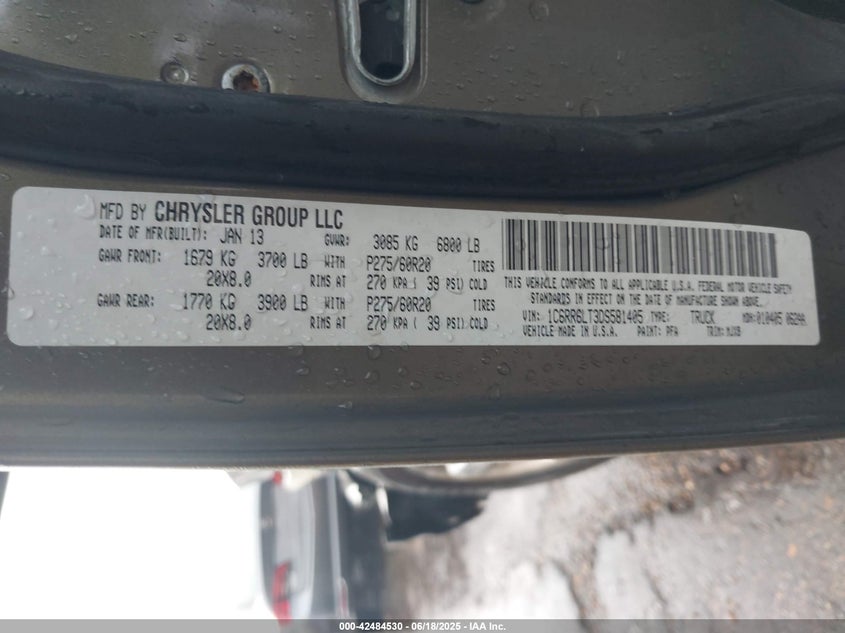 MFD BY CHRYSLER GROUP LLC
DATE OF MFR(BUILT): JAN 13 GVWR: 3085 KG 6800 LB
GAWR FRONT: 1679 KG 3700 LB WITH P275/60R20 TIRES
20X8.0 RIMS AT 270 KPA ( 39 PSI) COLD
GAWR REAR: 1770 KG 3900 LB WITH P275/60R20 TIRES
20X8.0 RIMS AT 270 KPA ( 39 PSI) COLD
THIS VEHICLE CONFORMS TO ALL APPLICABLE U.S.A. FEDERAL MOTOR VEHICLE SAFETY
STANDARDS IN EFFECT ON THE DATE OF MANUFACTURE SHOWN ABOVE.
VIN: 1C6RR6LT3DS581405 TYPE: TRUCK MDH: 010405
VEHICLE MADE IN U.S.A. PAINT: PFA TRIM:
000-42484530 - 06/18/2025 - IAA Inc.